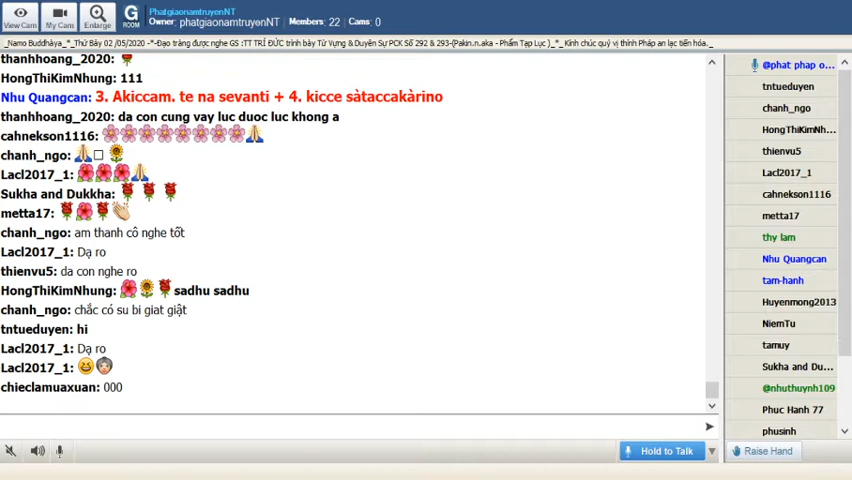 PhatgiaonamtruyenNT
Owner: phatgiaonamtruyenNT Members: 22 Cams: 0
View Cam
My Cam
Enlarge
G ROOM
_Namo Buddhàya_*_Thứ Bảy 02 /05/2020 -*-Đạo tràng được nghe GS :TT TRÍ ĐỨC trình bày Từ Vựng & Duyên Sự PCK Số 292 & 293-(Pakin.n.aka - Phẩm Tạp Lục )_*_ Kính chúc quý vị thính Pháp an lạc tiến hóa._
thanhhoang_2020:
HongThiKimNhung: 111
Nhu Quangcan: 3. Akiccam. te na sevanti + 4. kicce sàtaccakàrino
thanhhoang_2020: da con cung vay luc duoc luc khong a
cahnekson1116:
chanh_ngo:
Lacl2017_1:
Sukha and Dukkha:
metta17:
chanh_ngo: am thanh cô nghe tốt
Lacl2017_1: Dạ ro
thienvu5: da con nghe ro
HongThiKimNhung: sadhu sadhu
chanh_ngo: chắc có su bi giat giật
tntueduyen: hi
Lacl2017_1: Dạ ro
Lacl2017_1:
chieclamuaxuan: 000
@phat phap o...
tntueduyen
chanh_ngo
HongThiKimNh...
thienvu5
Lacl2017_1
cahnekson1116
metta17
thy lam
Nhu Quangcan
tam-hanh
Huyenmong2013
NiemTu
tamuy
Sukha and Du...
@nhuthuynh109
Phuc Hanh 77
phusinh
Hold to Talk
Raise Hand